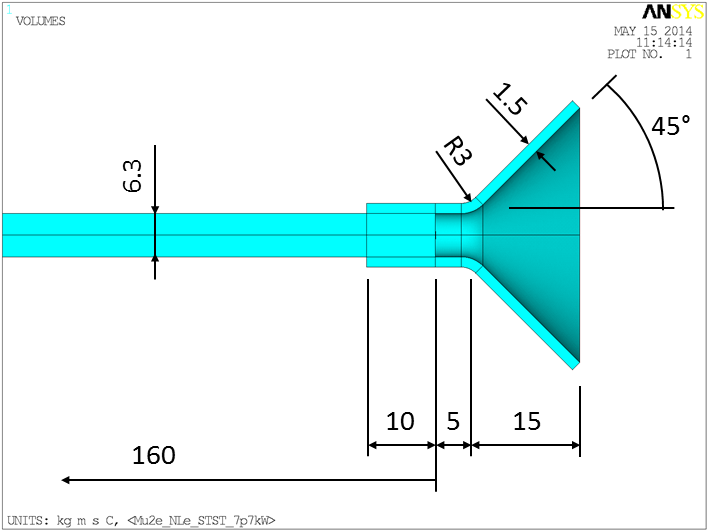 1
VOLUMES
ANSYS
MAY 15 2014
11:14:14
PLOT NO. 1
1.5
45°
R3
6.3
10
5
15
160
UNITS: kg m s C, <Mu2e_NLe_STST_7p7kW>